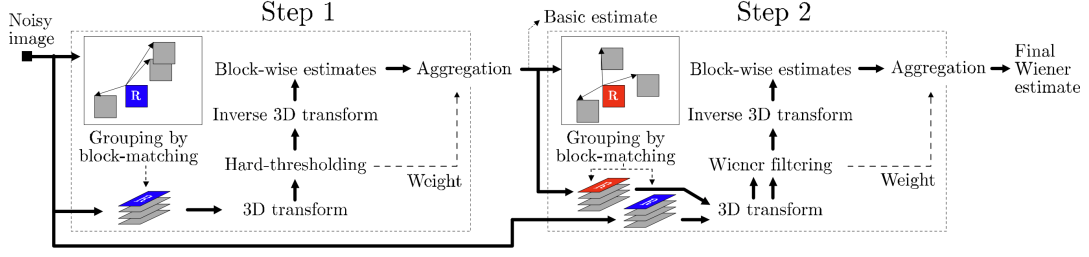 Step 1
Noisy
image
R
Grouping by
block-matching
Block-wise estimates
Aggregation
Inverse 3D transform
Hard-thresholding
Weight
3D transform
R
Basic estimate
Step 2
R
Grouping by
block-matching
Block-wise estimates
Aggregation
Inverse 3D transform
Wiener filtering
Weight
3D transform
R
R
Final
Wiener
estimate